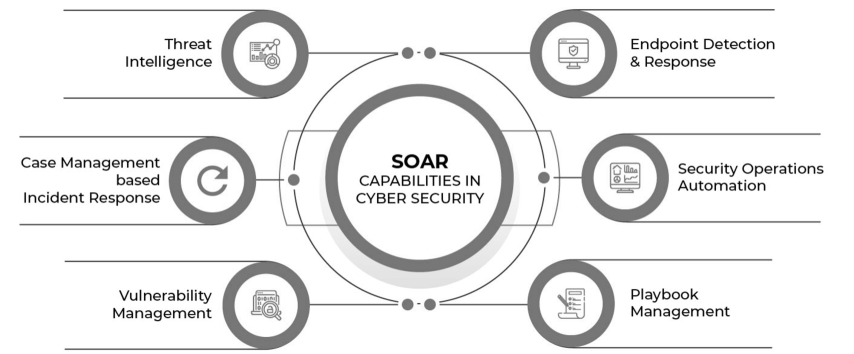 Threat
Intelligence
Endpoint Detection
& Response
Case Management
based
Incident Response
SOAR
CAPABILITIES IN
CYBER SECURITY
Security Operations
Automation
Vulnerability
Management
Playbook
Management